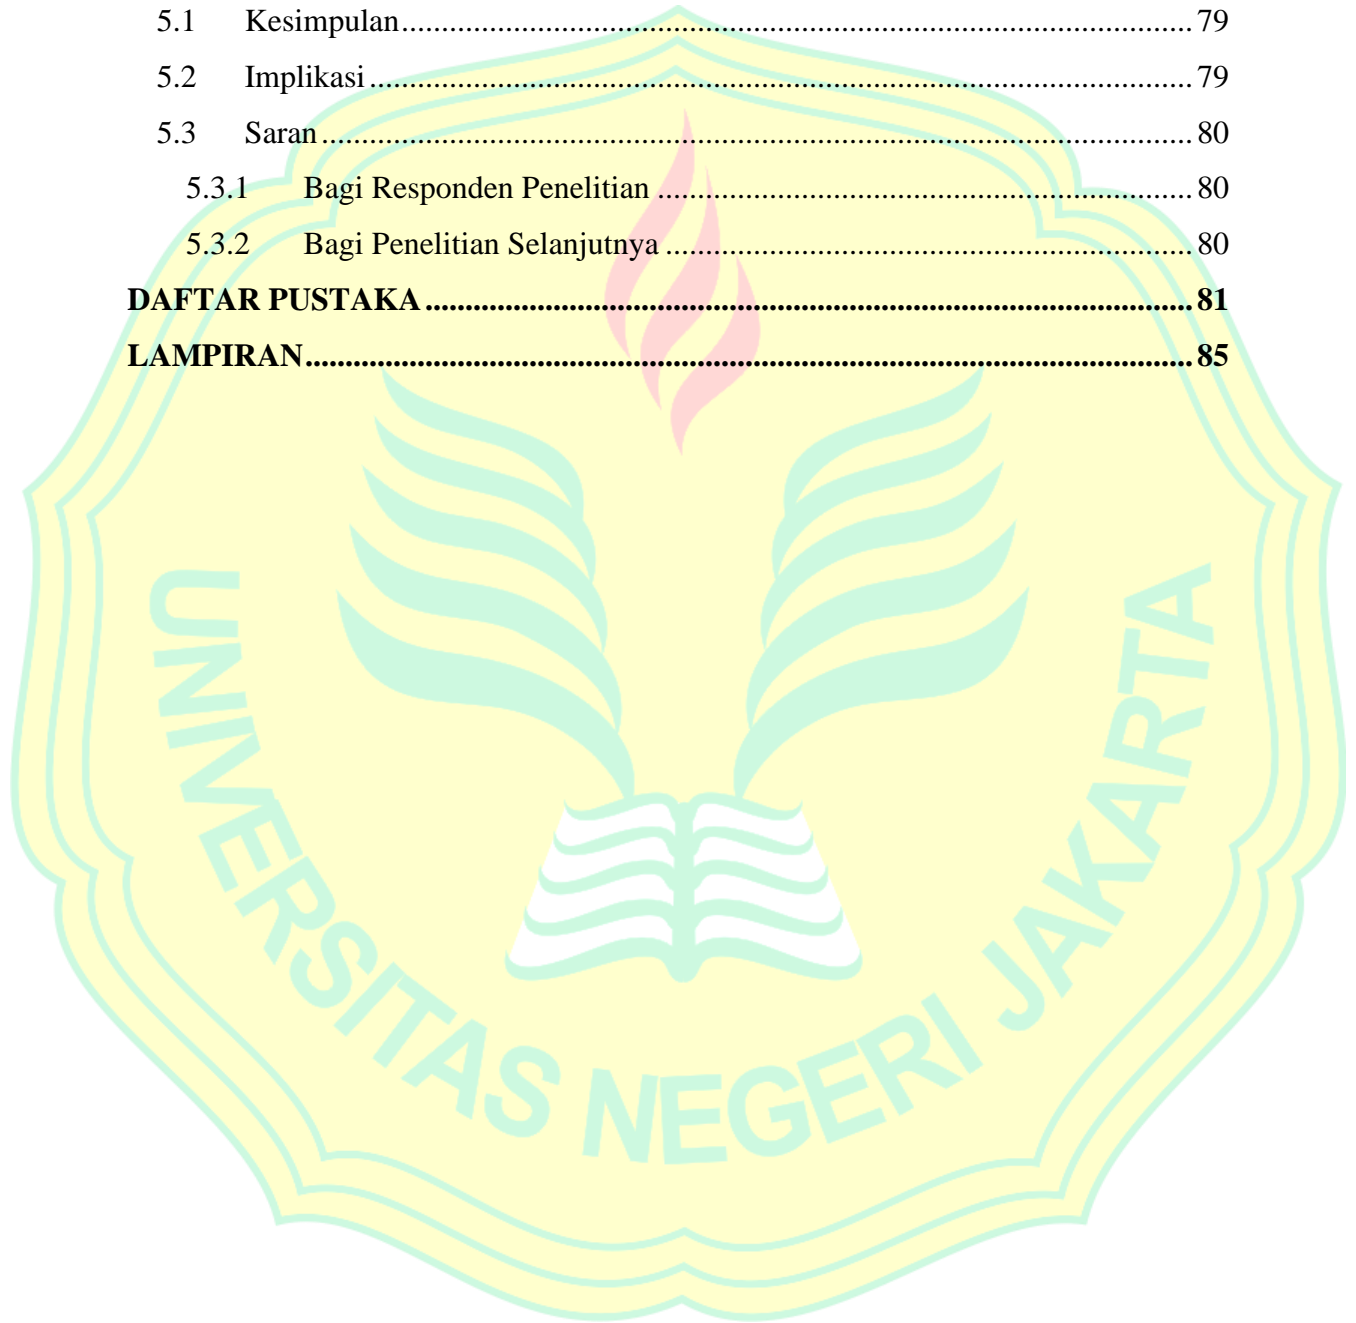 5.1 Kesimpulan.......... 79
5.2 Implikasi.......... 79
5.3 Saran.......... 80
5.3.1 Bagi Responden Penelitian.......... 80
5.3.2 Bagi Penelitian Selanjutnya.......... 80
DAFTAR PUSTAKA.......... 81
LAMPIRAN.......... 85
UNIVERSITAS NEGERI JAKARTA